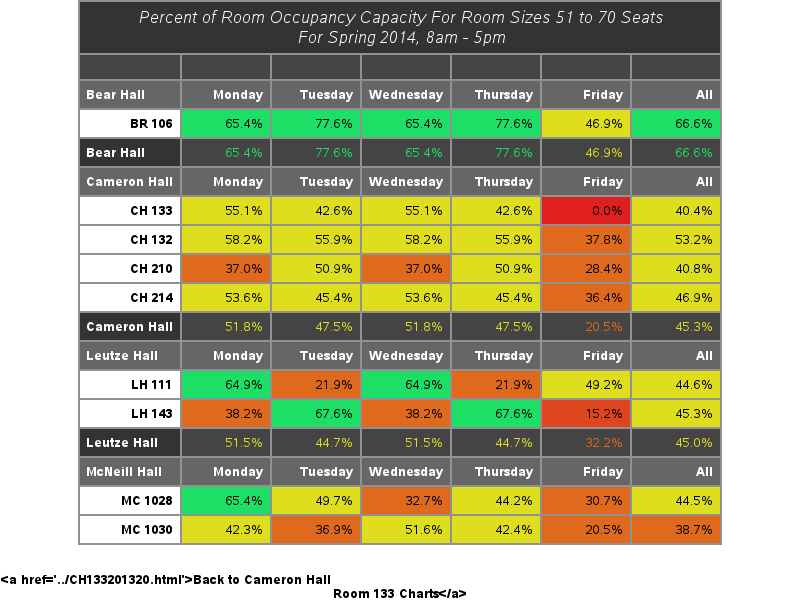 Percent of Room Occupancy Capacity For Room Sizes 51 to 70 Seats
For Spring 2014, 8am - 5pm
Bear Hall Monday Tuesday Wednesday Thursday Friday All
BR 106 65.4% 77.6% 65.4% 77.6% 46.9% 66.6%
Bear Hall 65.4% 77.6% 65.4% 77.6% 46.9% 66.6%
Cameron Hall Monday Tuesday Wednesday Thursday Friday All
CH 133 55.1% 42.6% 55.1% 42.6% 0.0% 40.4%
CH 132 58.2% 55.9% 58.2% 55.9% 37.8% 53.2%
CH 210 37.0% 50.9% 37.0% 50.9% 28.4% 40.8%
CH 214 53.6% 45.4% 53.6% 45.4% 36.4% 46.9%
Cameron Hall 51.8% 47.5% 51.8% 47.5% 20.5% 45.3%
Leutze Hall Monday Tuesday Wednesday Thursday Friday All
LH 111 64.9% 21.9% 64.9% 21.9% 49.2% 44.6%
LH 143 38.2% 67.6% 38.2% 67.6% 15.2% 45.3%
Leutze Hall 51.5% 44.7% 51.5% 44.7% 32.2% 45.0%
McNeill Hall Monday Tuesday Wednesday Thursday Friday All
MC 1028 65.4% 49.7% 32.7% 44.2% 30.7% 44.5%
MC 1030 42.3% 36.9% 51.6% 42.4% 20.5% 38.7%
<a href='../CH133201320.html'>Back to Cameron Hall
Room 133 Charts</a>